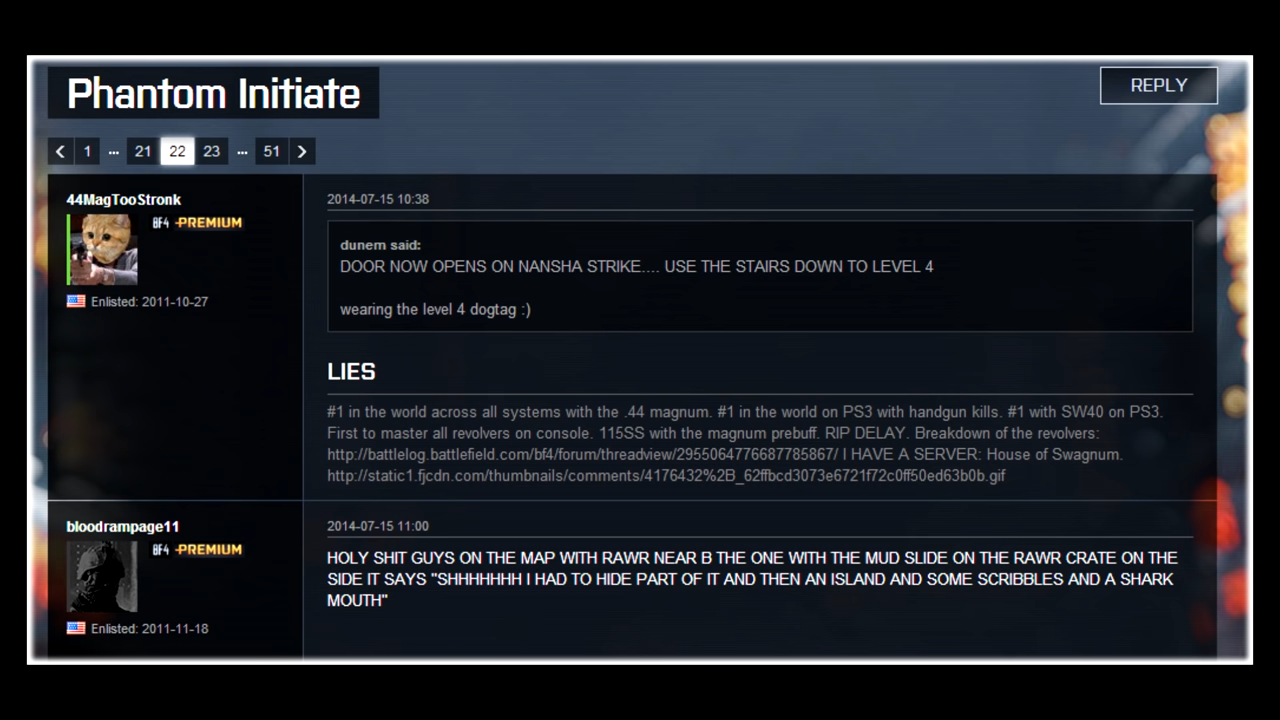 Phantom Initiate
REPLY
1 ... 21 22 23 ... 51
44MagTooStronk
BF4 PREMIUM
Enlisted: 2011-10-27
2014-07-15 10:38
dunem said:
DOOR NOW OPENS ON NANSHA STRIKE.... USE THE STAIRS DOWN TO LEVEL 4
wearing the level 4 dogtag :)
LIES
#1 in the world across all systems with the .44 magnum. #1 in the world on PS3 with handgun kills. #1 with SW40 on PS3.
First to master all revolvers on console. 115SS with the magnum prebuff. RIP DELAY. Breakdown of the revolvers:
http://battlelog.battlefield.com/bf4/forum/threadview/2955064776687785867/ I HAVE A SERVER: House of Swagnum.
http://static1.fjcdn.com/thumbnails/comments/4176432%2B_62ffbcd3073e6721f72c0ff50ed63b0b.gif
bloodrampage11
BF4 PREMIUM
Enlisted: 2011-11-18
2014-07-15 11:00
HOLY SHIT GUYS ON THE MAP WITH RAWR NEAR B THE ONE WITH THE MUD SLIDE ON THE RAWR CRATE ON THE
SIDE IT SAYS "SHHHHHHH I HAD TO HIDE PART OF IT AND THEN AN ISLAND AND SOME SCRIBBLES AND A SHARK
MOUTH"